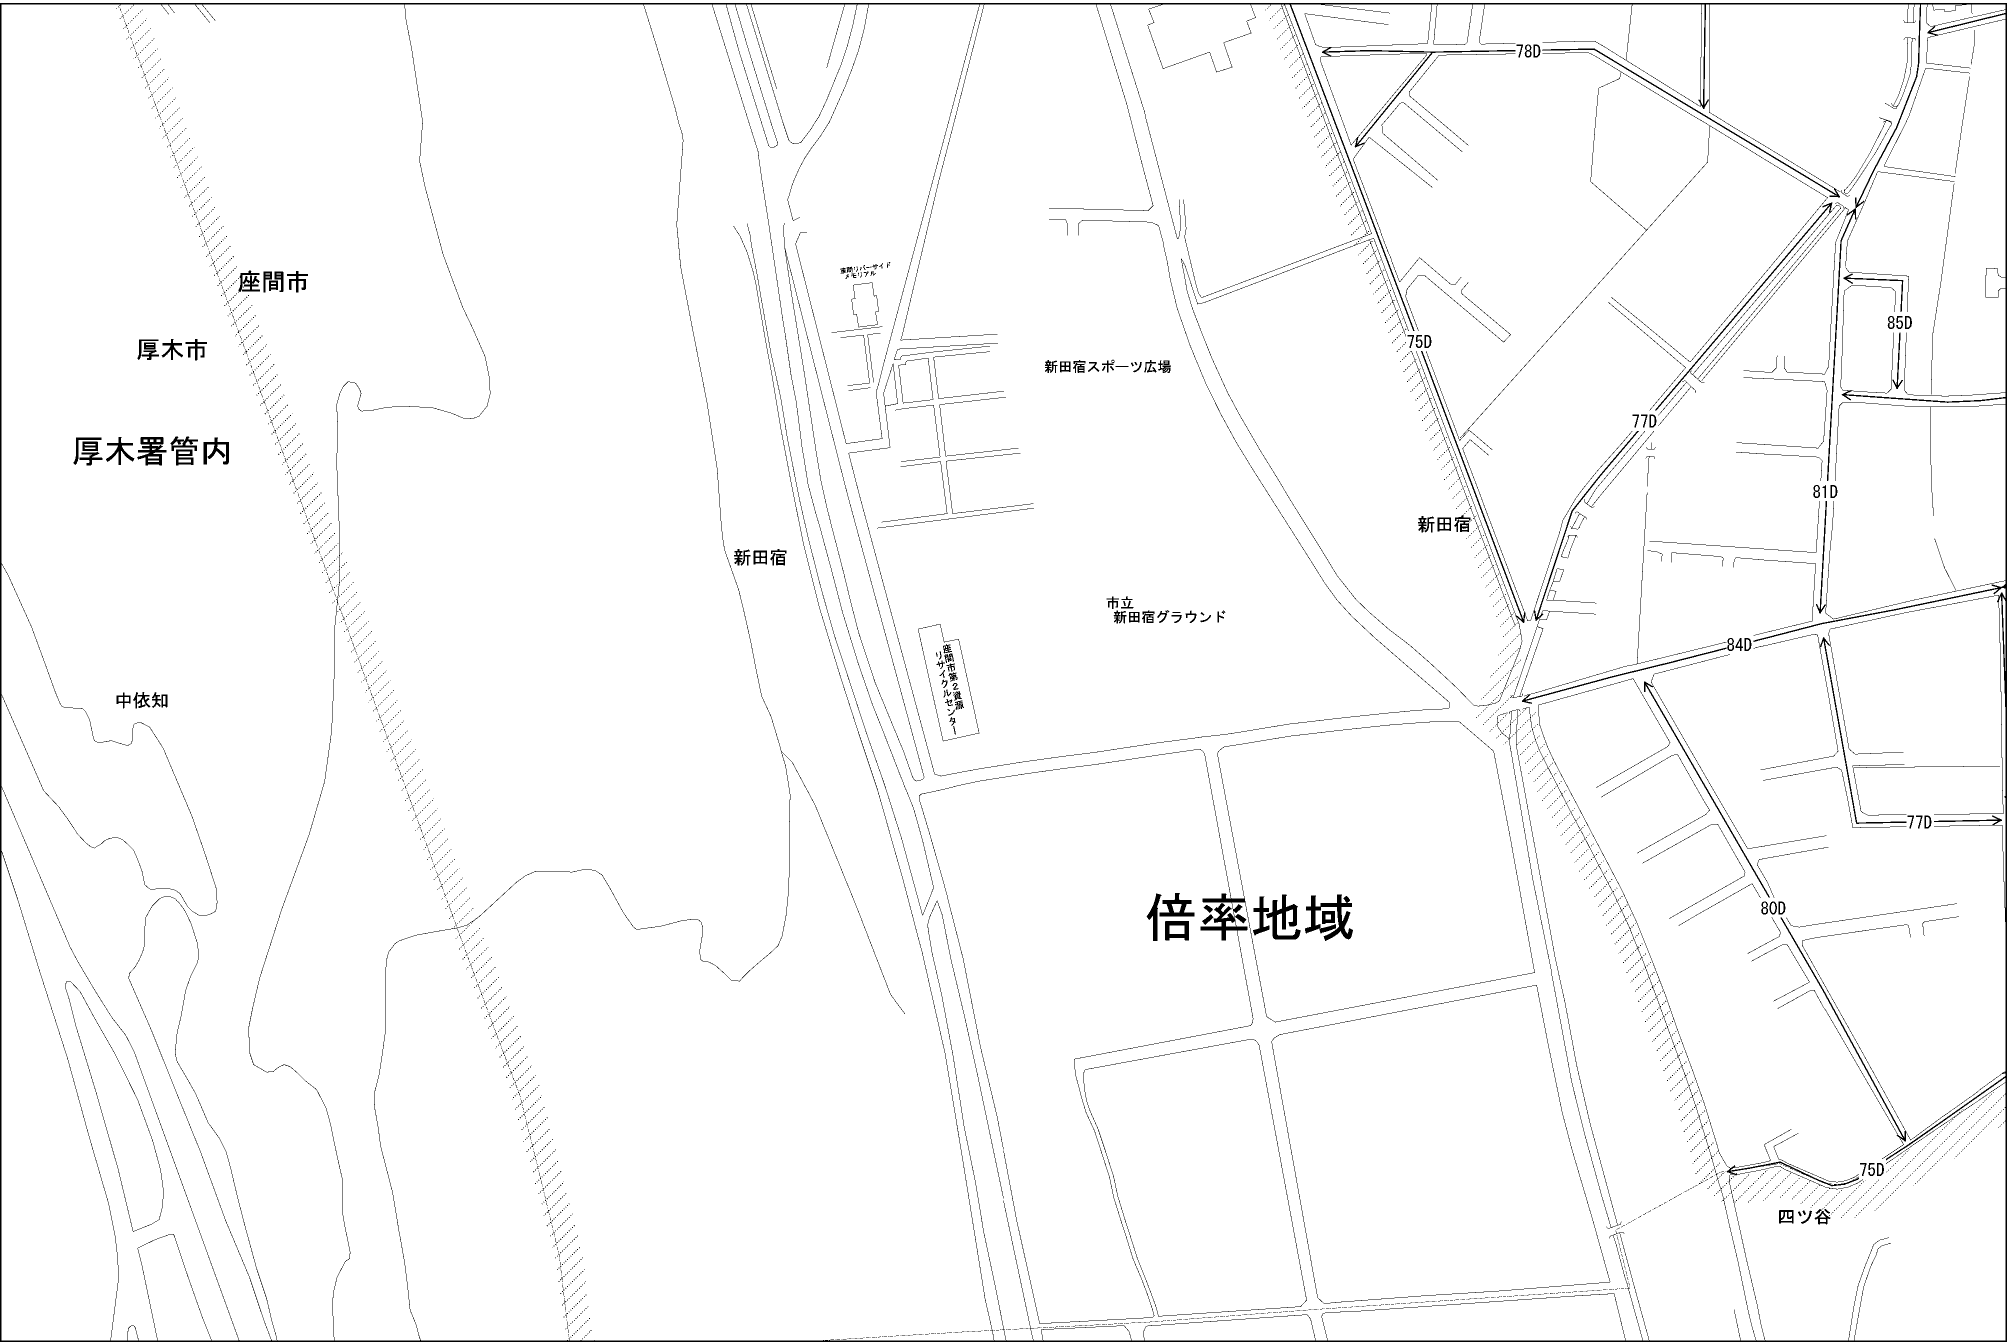 78D
座間リバーサイド
メモリアル
座間市
85D
75D
厚木市
新田宿スポーツ広場
77D
厚木署管内
81D
新田宿
新田宿
市立
新田宿グラウンド
84D
座間市第2資源
リサイクルセンター
中依知
77D
80D
倍率地域
75D
四ツ谷